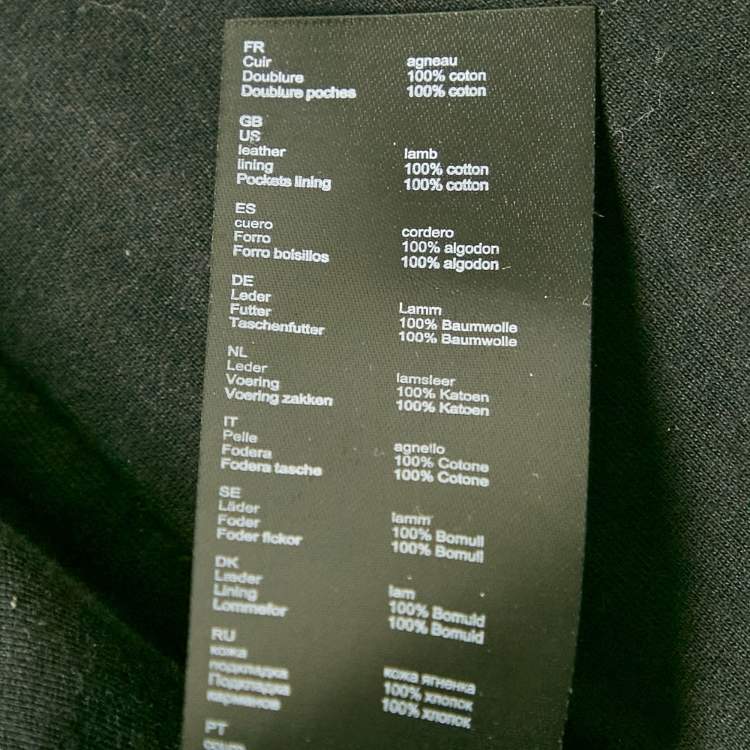 FR
Cuir agneau
Doublure 100% coton
Doublure poches 100% coton
GB
US
leather lamb
lining 100% cotton
Pockets lining 100% cotton
ES
cuero cordero
Forro 100% algodon
Forro bolsillos 100% algodon
DE
Leder Lamm
Futter 100% Baumwolle
Taschenfutter 100% Baumwolle
NL
Leder lamsleer
Voering 100% Katoen
Voering zakken 100% Katoen
IT
Pelle agnello
Fodera 100% Cotone
Fodera tasche 100% Cotone
SE
Läder lamm
Foder 100% Bomull
Foder fickor 100% Bomull
DK
Læder lam
Lining 100% Bomuld
Lommefor 100% Bomuld
RU
кожа кожа ягненка
подкладка 100% хлопок
Подкладка 100% хлопок
карманов
PT